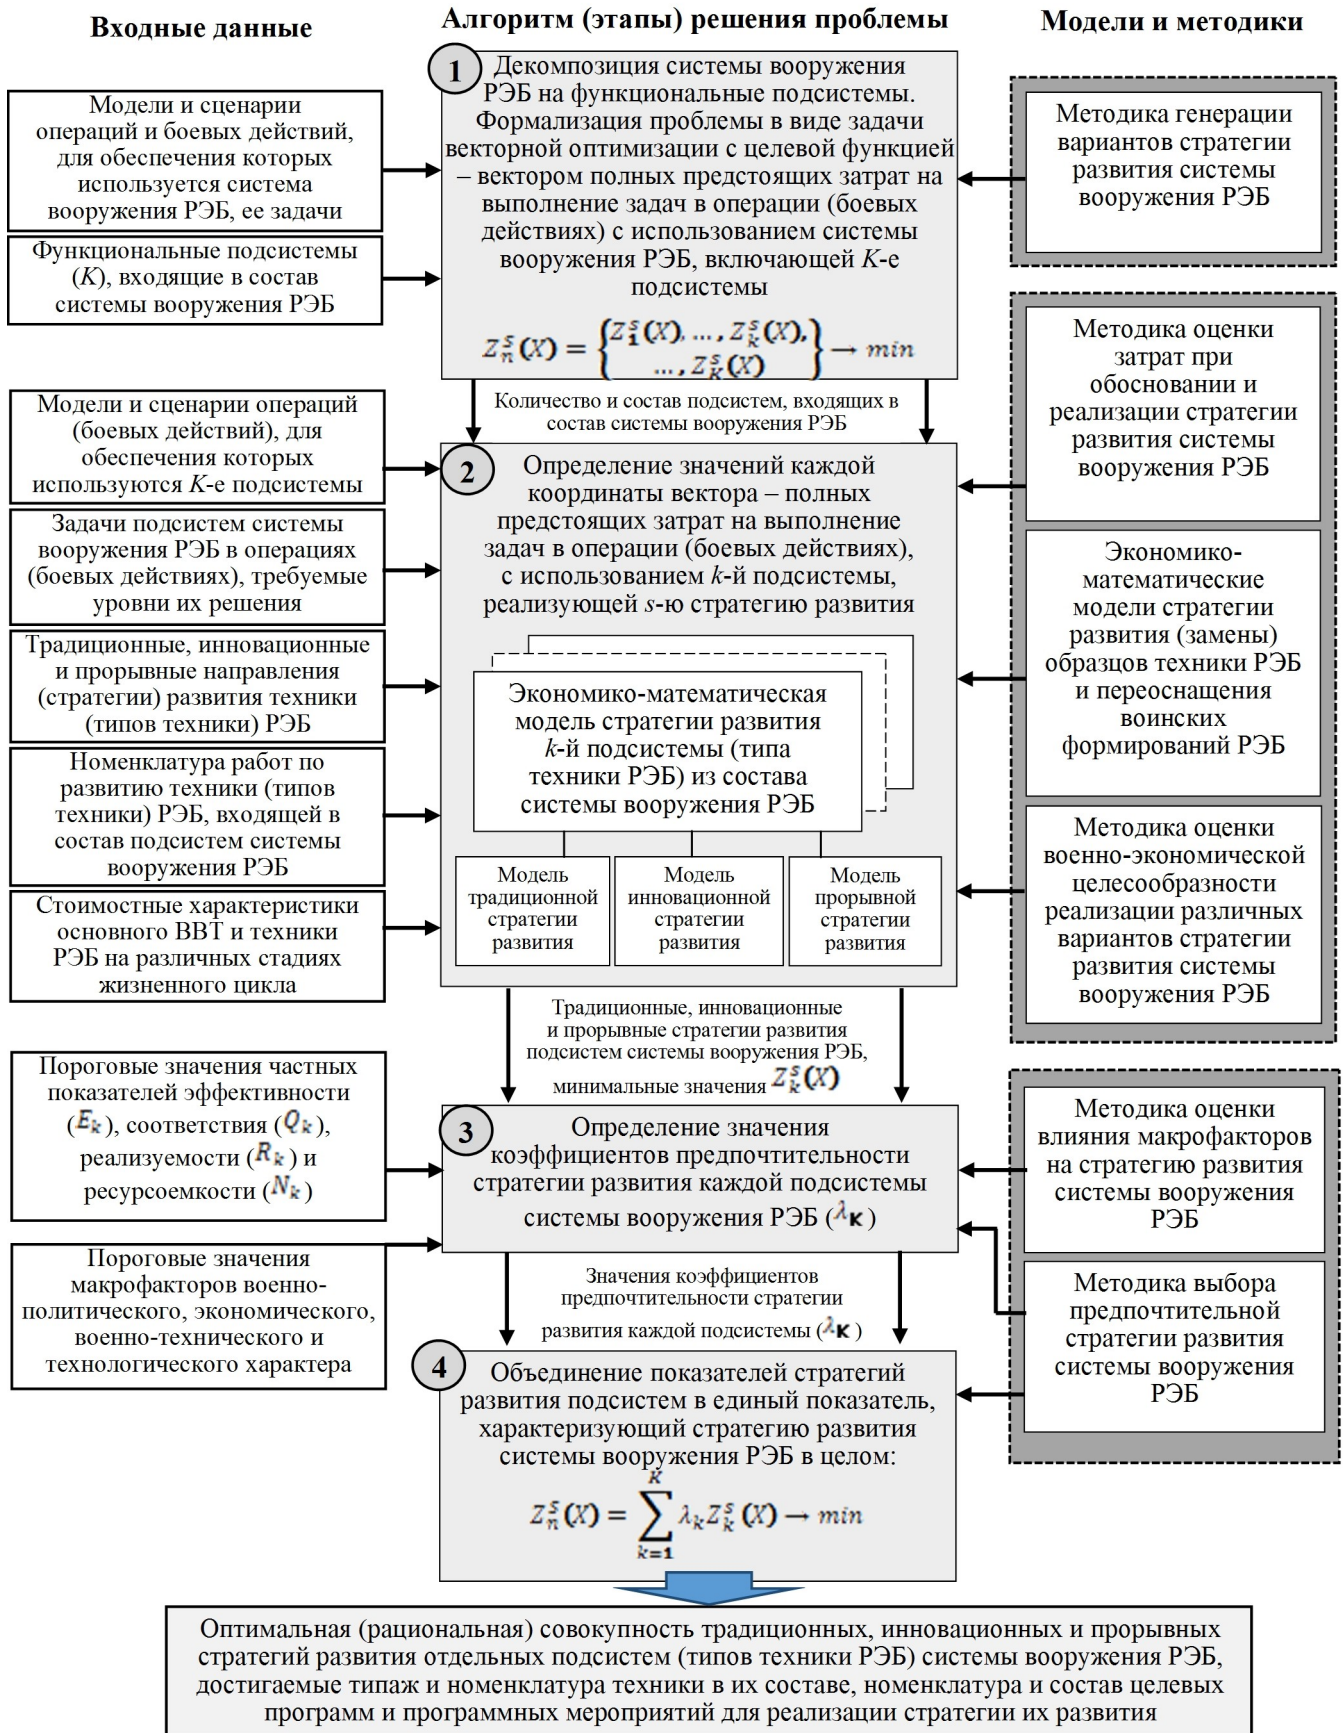 Входные данные
Алгоритм (этапы) решения проблемы
Модели и методики
Модели и сценарии
операций и боевых действий,
для обеспечения которых
используется система
вооружения РЭБ, ее задачи
Функциональные подсистемы
(K), входящие в состав
системы вооружения РЭБ
1
Декомпозиция системы вооружения
РЭБ на функциональные подсистемы.
Формализация проблемы в виде задачи
векторной оптимизации с целевой функцией
– вектором полных предстоящих затрат на
выполнение задач в операции (боевых
действиях) с использованием системы
вооружения РЭБ, включающей K-е
подсистемы
Z_n^s(X) = {Z_1^s(X), ..., Z_k^s(X),
..., Z_K^s(X)} → min
Методика генерации
вариантов стратегии
развития системы
вооружения РЭБ
Количество и состав подсистем, входящих в
состав системы вооружения РЭБ
Модели и сценарии операций
(боевых действий), для
обеспечения которых
используются K-е подсистемы
Задачи подсистем системы
вооружения РЭБ в операциях
(боевых действиях), требуемые
уровни их решения
Традиционные, инновационные
и прорывные направления
(стратегии) развития техники
(типов техники) РЭБ
Номенклатура работ по
развитию техники (типов
техники) РЭБ, входящей в
состав подсистем системы
вооружения РЭБ
Стоимостные характеристики
основного ВВТ и техники
РЭБ на различных стадиях
жизненного цикла
2
Определение значений каждой
координаты вектора – полных
предстоящих затрат на выполнение
задач в операции (боевых действиях),
с использованием k-й подсистемы,
реализующей s-ю стратегию развития
Экономико-математическая
модель стратегии развития
k-й подсистемы (типа
техники РЭБ) из состава
системы вооружения РЭБ
Модель
традиционной
стратегии
развития
Модель
инновационной
стратегии
развития
Модель
прорывной
стратегии
развития
Методика оценки
затрат при
обосновании и
реализации стратегии
развития системы
вооружения РЭБ
Экономико-
математические
модели стратегии
развития (замены)
образцов техники РЭБ
и переоснащения
воинских
формирований РЭБ
Методика оценки
военно-экономической
целесообразности
реализации различных
вариантов стратегии
развития системы
вооружения РЭБ
Традиционные, инновационные
и прорывные стратегии развития
подсистем системы вооружения РЭБ,
минимальные значения Z_k^s(X)
Пороговые значения частных
показателей эффективности
(E_k), соответствия (Q_k),
реализуемости (R_k) и
ресурсоемкости (N_k)
Пороговые значения
макрофакторов военно-
политического, экономического,
военно-технического и
технологического характера
3
Определение значения
коэффициентов предпочтительности
стратегии развития каждой подсистемы
системы вооружения РЭБ (λ_K)
Методика оценки
влияния макрофакторов
на стратегию развития
системы вооружения
РЭБ
Методика выбора
предпочтительной
стратегии развития
системы вооружения
РЭБ
Значения коэффициентов
предпочтительности стратегии
развития каждой подсистемы (λ_K)
4
Объединение показателей стратегий
развития подсистем в единый показатель,
характеризующий стратегию развития
системы вооружения РЭБ в целом:
Z_n^s(X) = ∑_{k=1}^{K} λ_k Z_k^s(X) → min
Оптимальная (рациональная) совокупность традиционных, инновационных и прорывных
стратегий развития отдельных подсистем (типов техники РЭБ) системы вооружения РЭБ,
достигаемые типаж и номенклатура техники в их составе, номенклатура и состав целевых
программ и программных мероприятий для реализации стратегии их развития